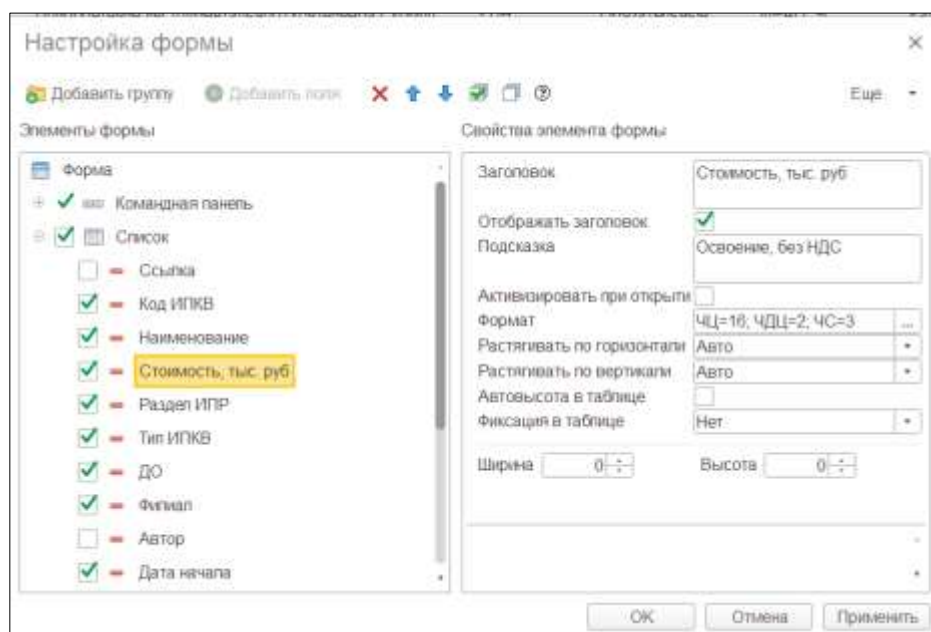 Настройка формы
Добавить группу
Добавить поля
Еще
Элементы формы
Свойства элемента формы
Форма
Командная панель
Список
Ссылка
Код ИПКВ
Наименование
Стоимость, тыс. руб
Раздел ИПР
Тип ИПКВ
ДО
Филиал
Автор
Дата начала
Заголовок
Стоимость, тыс. руб
Отображать заголовок
Подсказка
Освоение, без НДС
Активизировать при открыти
Формат
ЧЦ=16; ЧДЦ=2; ЧС=3
...
Растягивать по горизонтали
Авто
Растягивать по вертикали
Авто
Автовысота в таблице
Фиксация в таблице
Нет
Ширина
0
Высота
0
OK
Отмена
Применить